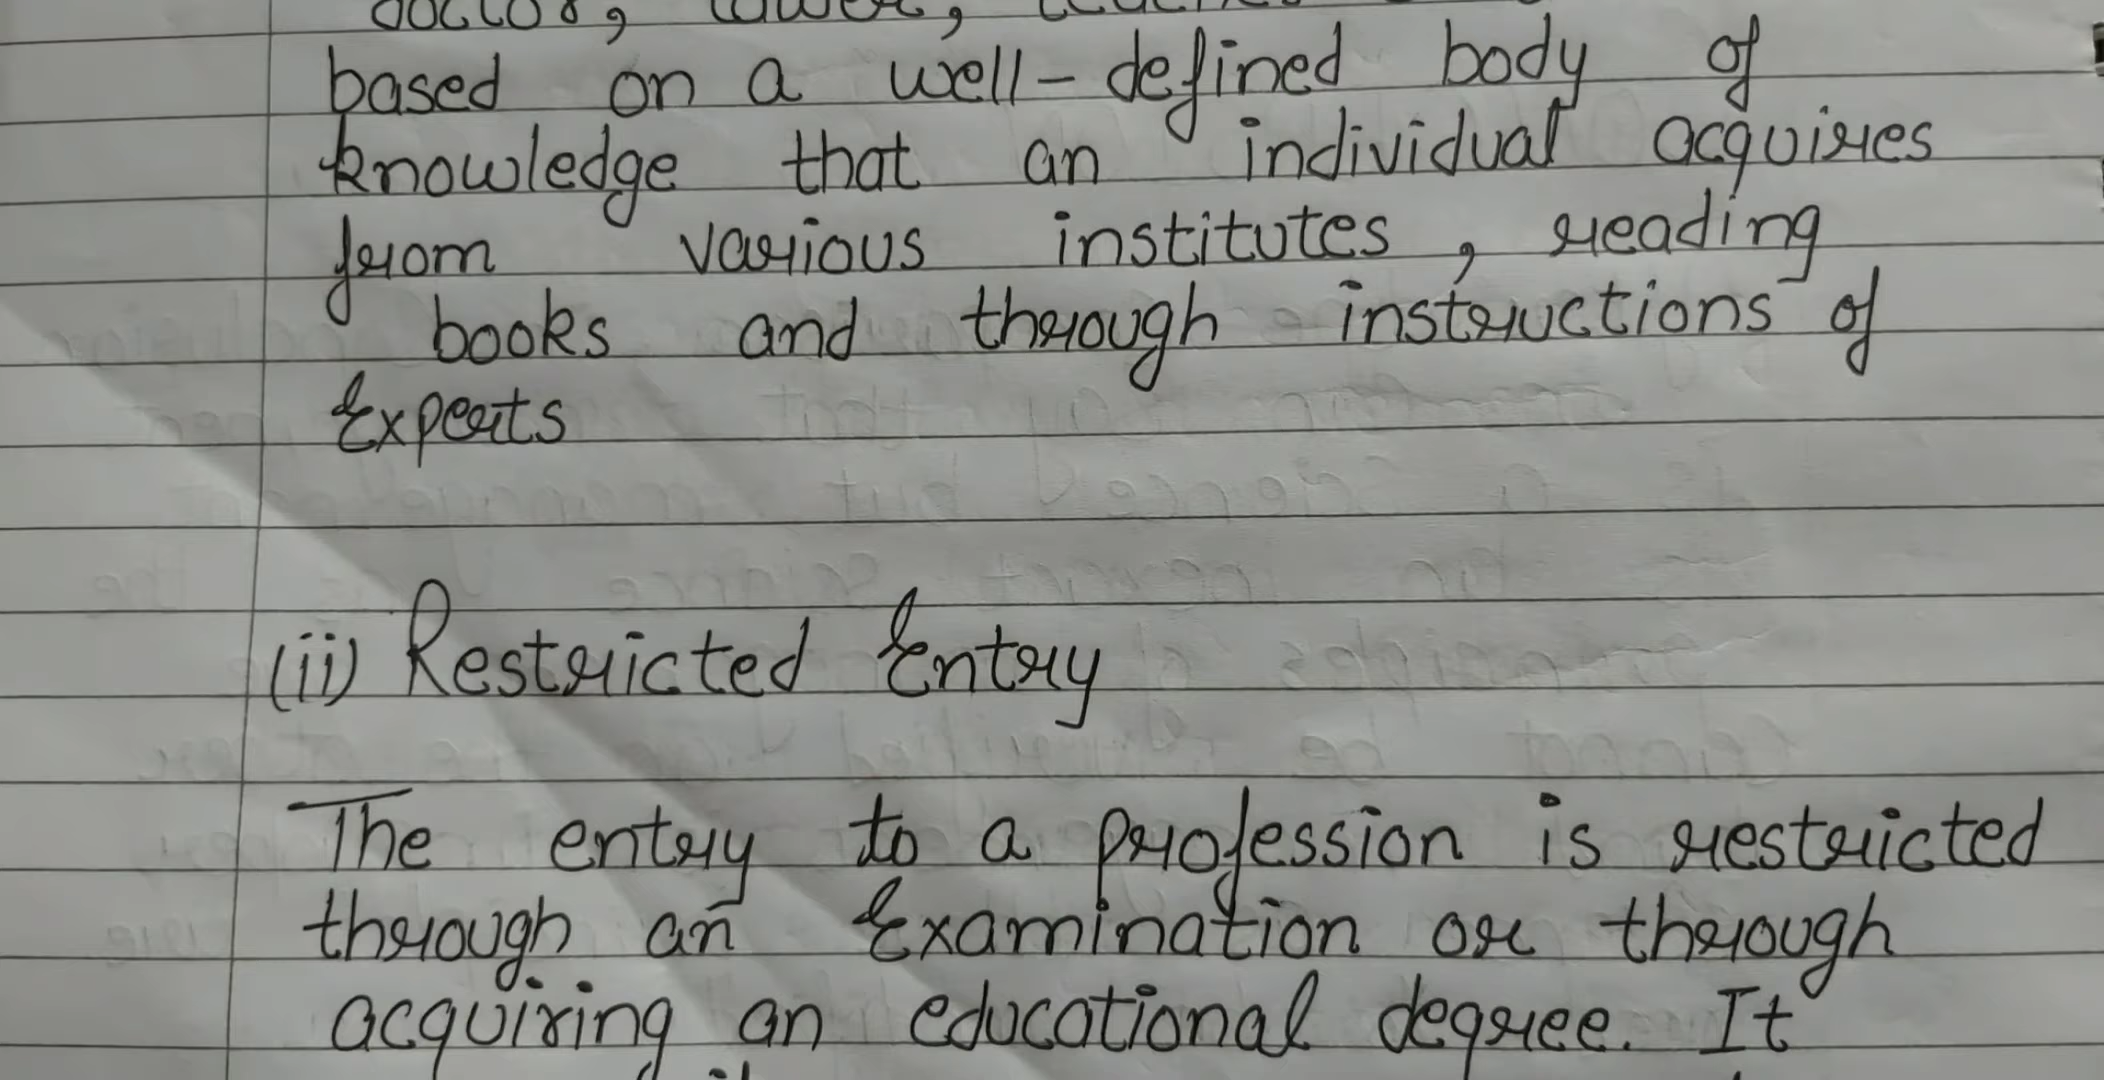 based on a well-defined body of
knowledge that an individual acquires
from various institutes, reading
books and through instructions of
Experts
(ii) Restricted Entry
The entry to a profession is restricted
through an Examination or through
acquiring an educational degree. It